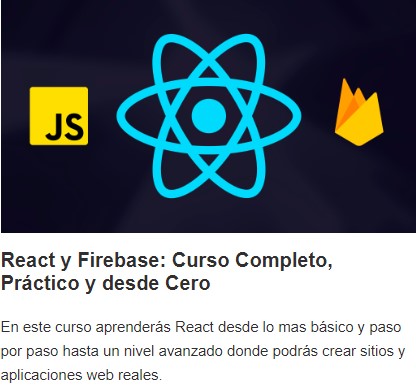 JS
React y Firebase: Curso Completo,
Práctico y desde Cero
En este curso aprenderás React desde lo mas básico y paso
por paso hasta un nivel avanzado donde podrás crear sitios y
aplicaciones web reales.